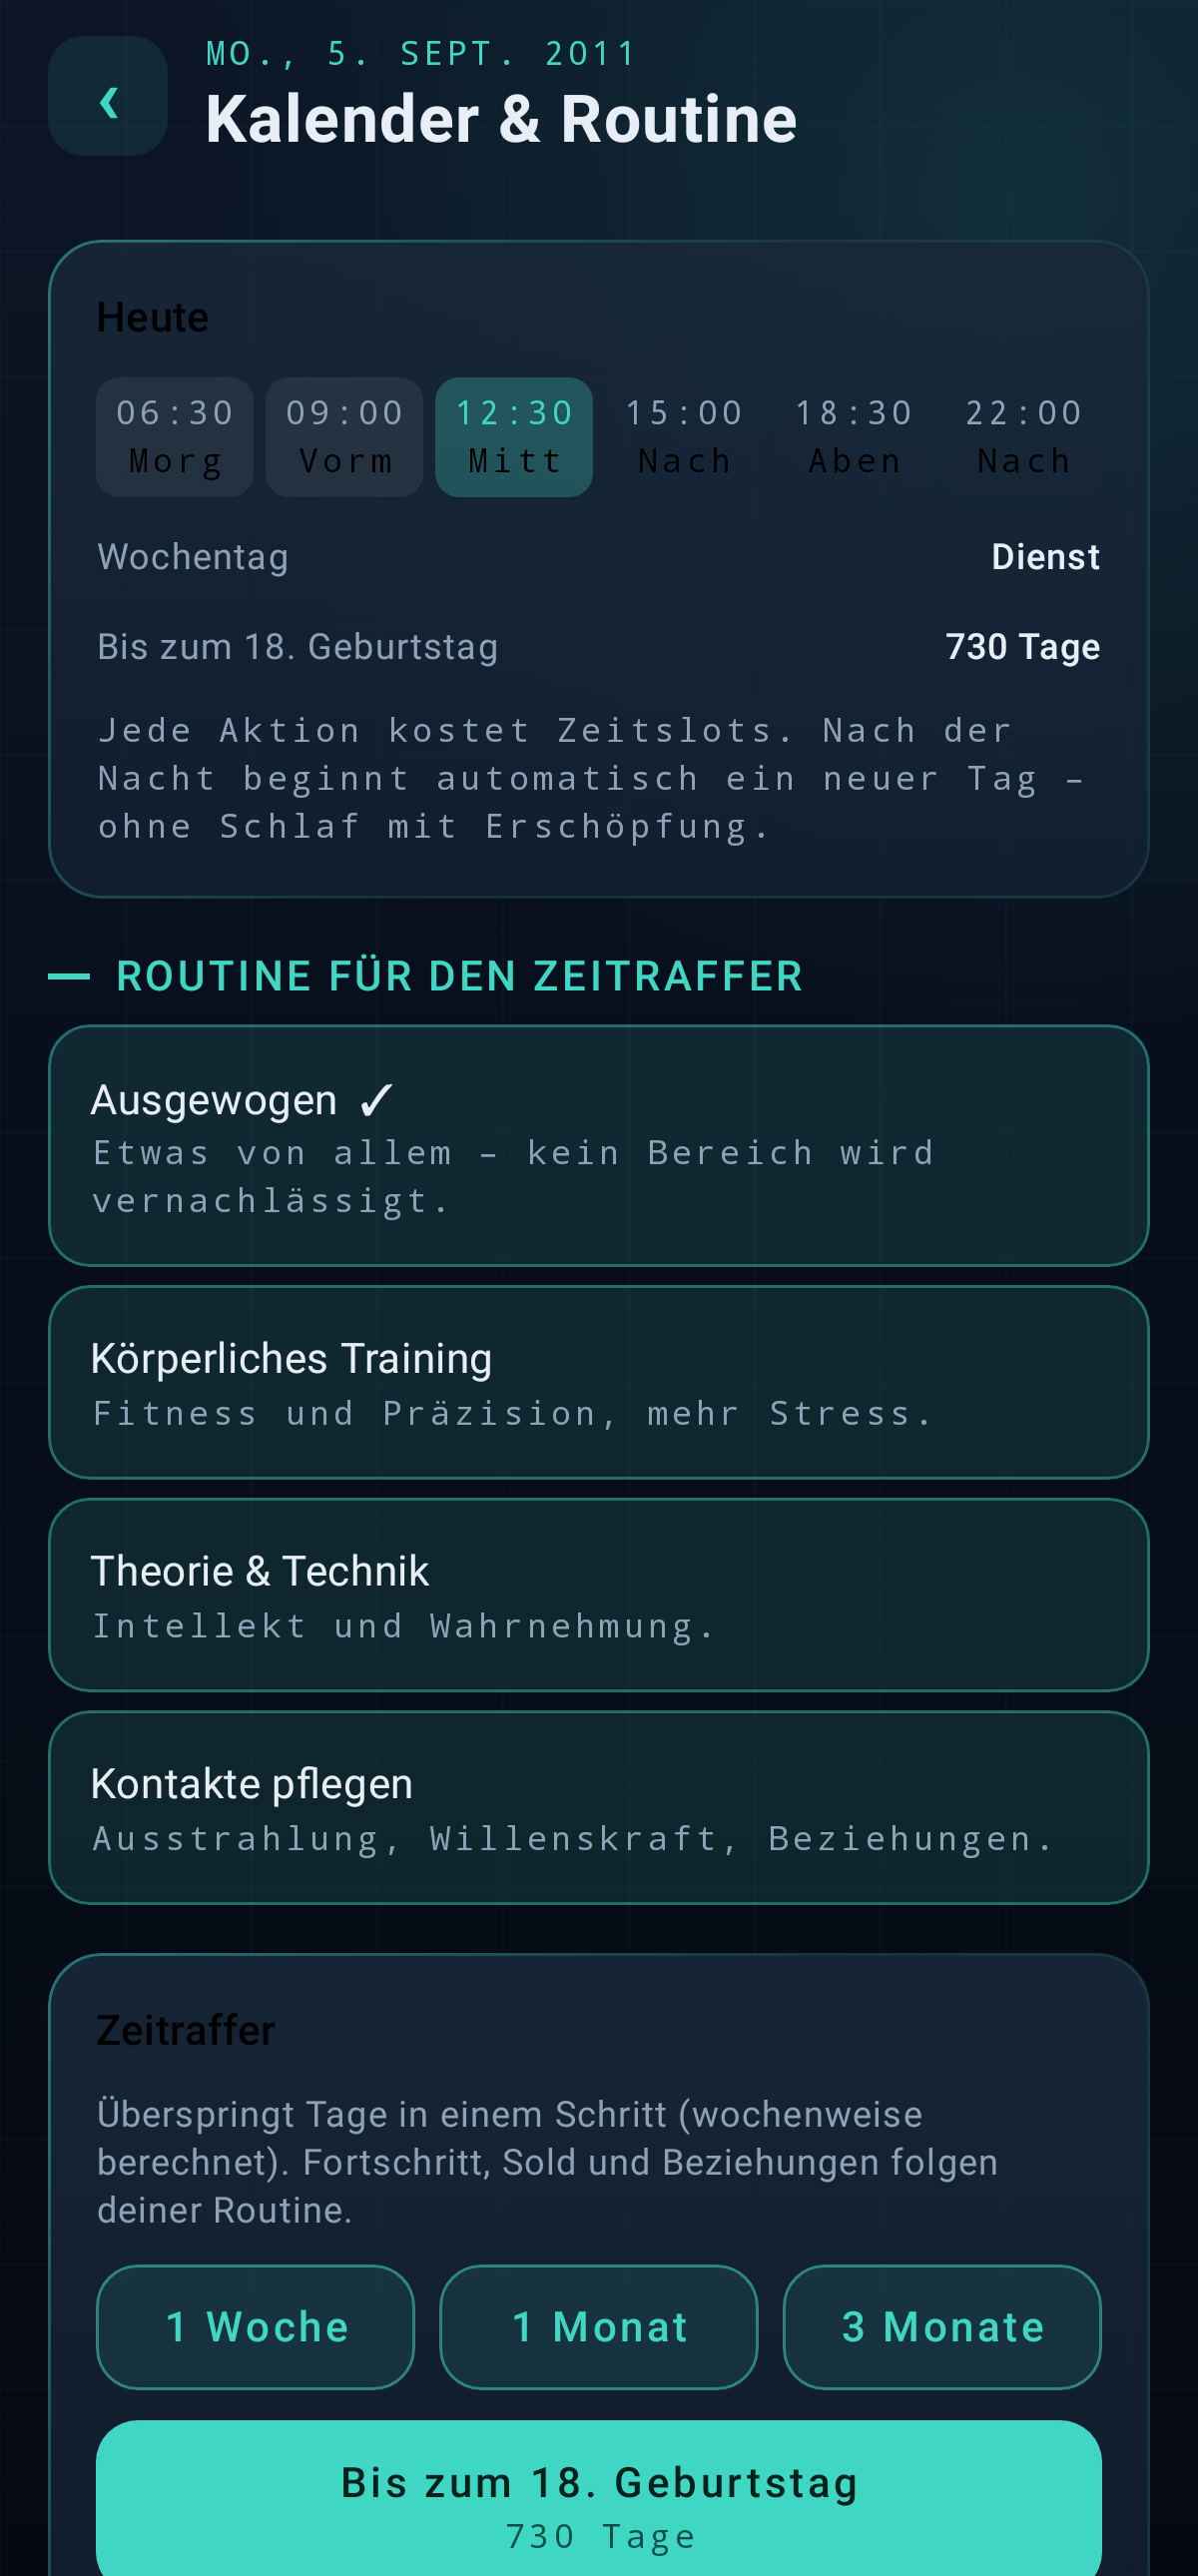 MO., 5. SEPT. 2011
‹
Kalender & Routine
Heute
06:30 09:00 12:30 15:00 18:30 22:00
Morg Vorm Mitt Nach Aben Nach
Wochentag Dienst
Bis zum 18. Geburtstag 730 Tage
Jede Aktion kostet Zeitslots. Nach der
Nacht beginnt automatisch ein neuer Tag –
ohne Schlaf mit Erschöpfung.
— ROUTINE FÜR DEN ZEITRAFFER
Ausgewogen ✓
Etwas von allem – kein Bereich wird
vernachlässigt.
Körperliches Training
Fitness und Präzision, mehr Stress.
Theorie & Technik
Intellekt und Wahrnehmung.
Kontakte pflegen
Ausstrahlung, Willenskraft, Beziehungen.
Zeitraffer
Überspringt Tage in einem Schritt (wochenweise
berechnet). Fortschritt, Sold und Beziehungen folgen
deiner Routine.
1 Woche 1 Monat 3 Monate
Bis zum 18. Geburtstag
730 Tage